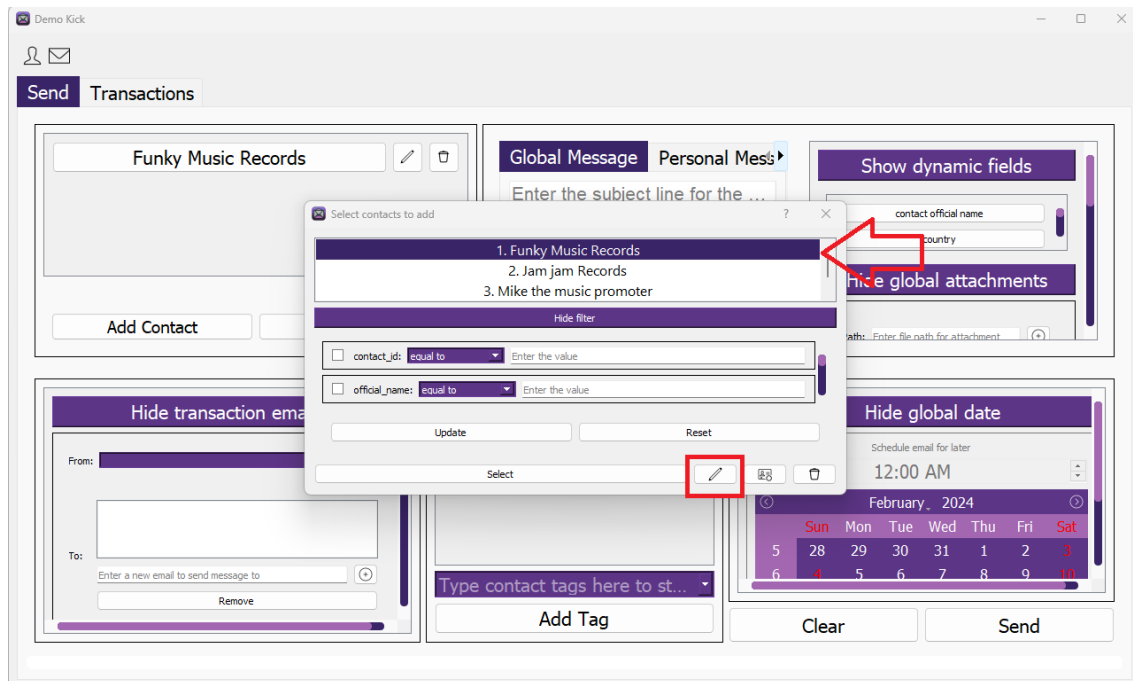 Demo Kick
Send
Transactions
Funky Music Records
Add Contact
Global Message
Personal Mess
Enter the subject line for the ...
Show dynamic fields
contact official name
country
Hide global attachments
Enter file path for attachment
Select contacts to add
?
1. Funky Music Records
2. Jam jam Records
3. Mike the music promoter
Hide filter
contact_id:
equal to
Enter the value
official_name:
equal to
Enter the value
Update
Reset
Select
Hide transaction ema
From:
To:
Enter a new email to send message to
Remove
Type contact tags here to st...
Add Tag
Hide global date
Schedule email for later
12:00 AM
February 2024
Sun Mon Tue Wed Thu Fri Sat
5 28 29 30 31 1 2 3
6 4 5 6 7 8 9 10
Clear
Send